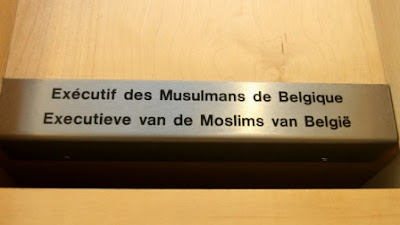 Exécutif des Musulmans de Belgique
Executieve van de Moslims van België